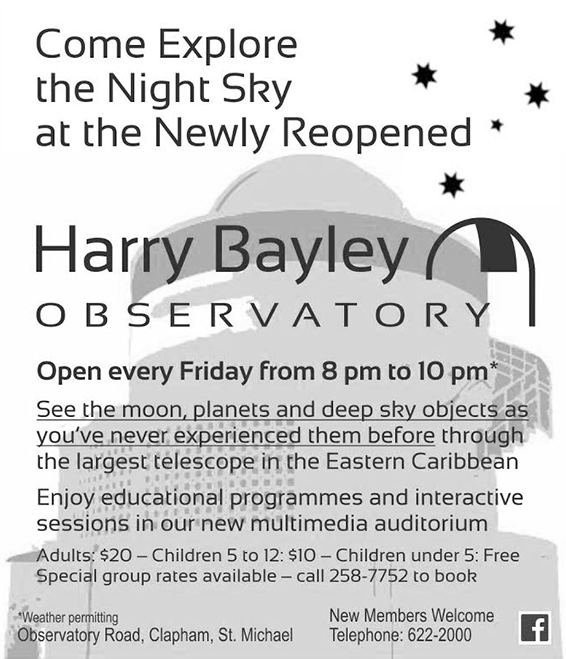 Come Explore
the Night Sky
at the Newly Reopened
Harry Bayley
OBSERVATORY
Open every Friday from 8 pm to 10 pm*
See the moon, planets and deep sky objects as
you've never experienced them before through
the largest telescope in the Eastern Caribbean
Enjoy educational programmes and interactive
sessions in our new multimedia auditorium
Adults: $20 – Children 5 to 12: $10 – Children under 5: Free
Special group rates available – call 258-7752 to book
*Weather permitting
Observatory Road, Clapham, St. Michael
New Members Welcome
Telephone: 622-2000
f